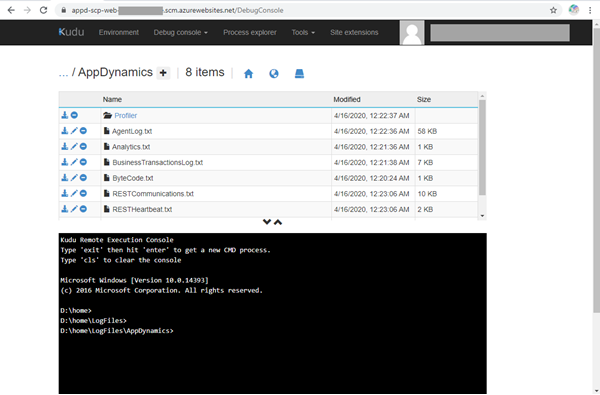 appd-scp-web- .scm.azurewebsites.net/DebugConsole
Kudu Environment Debug console Process explorer Tools Site extensions
... / AppDynamics + | 8 items |
Name Modified Size
Profiler 4/16/2020, 12:22:37 AM
AgentLog.txt 4/16/2020, 12:22:36 AM 58 KB
Analytics.txt 4/16/2020, 12:21:36 AM 1 KB
BusinessTransactionsLog.txt 4/16/2020, 12:21:38 AM 7 KB
ByteCode.txt 4/16/2020, 12:20:24 AM 1 KB
RESTCommunications.txt 4/16/2020, 12:23:06 AM 10 KB
RESTHeartbeat.txt 4/16/2020, 12:23:06 AM 2 KB
Kudu Remote Execution Console
Type 'exit' then hit 'enter' to get a new CMD process.
Type 'cls' to clear the console
Microsoft Windows [Version 10.0.14393]
(c) 2016 Microsoft Corporation. All rights reserved.
D:\home>
D:\home\LogFiles>
D:\home\LogFiles\AppDynamics>